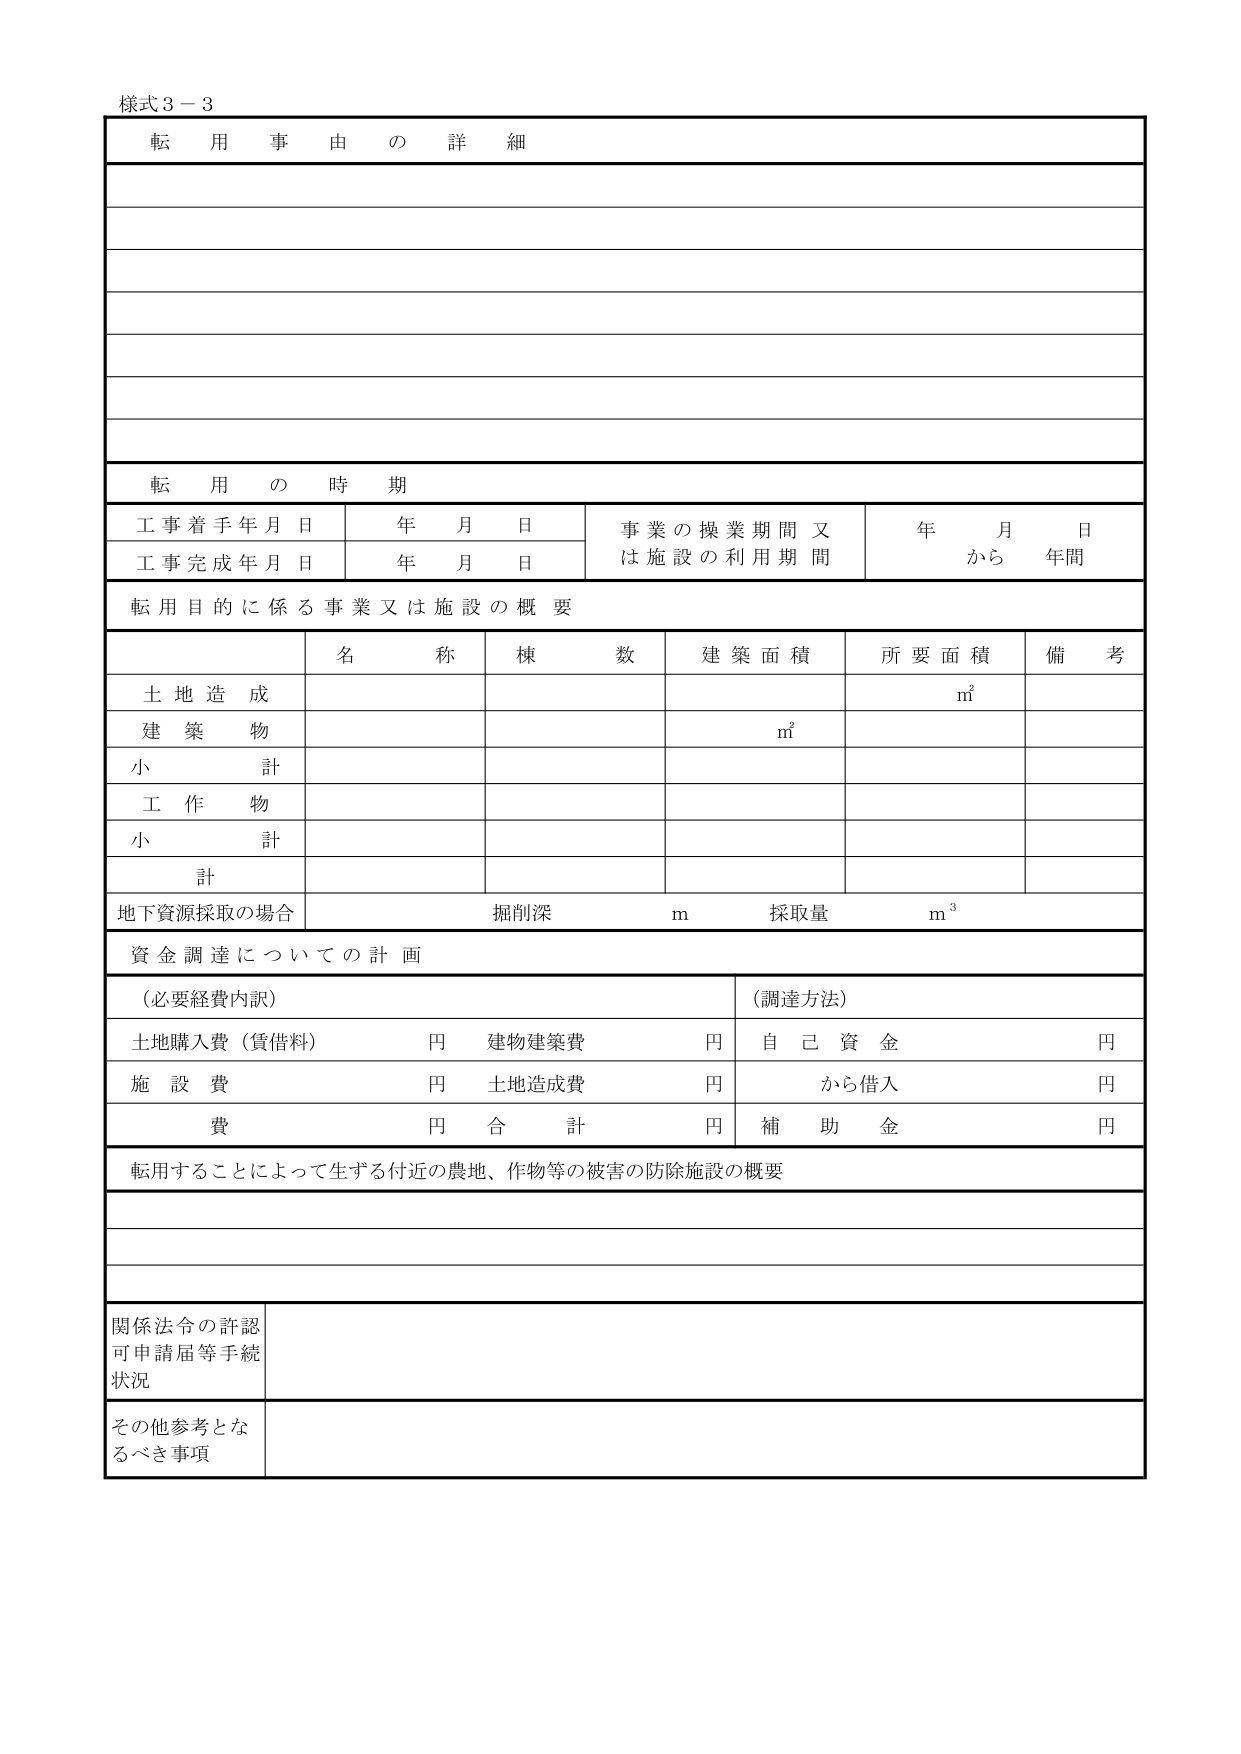 様式３－３
転　用　事　由　の　詳　細
転　用　の　時　期
工事着手年月日　年　月　日　事業の操業期間又　年　月　日
工事完成年月日　年　月　日　は施設の利用期間　から　年間
転用目的に係る事業又は施設の概要
名　称　棟　数　建築面積　所要面積　備　考
土地造成　㎡
建築物　㎡
小　計
工作物
小　計
計
地下資源採取の場合　掘削深　ｍ　採取量　ｍ³
資金調達についての計画
（必要経費内訳）　（調達方法）
土地購入費（賃借料）　円　建物建築費　円　自己資金　円
施設費　円　土地造成費　円　から借入　円
費　円　合　計　円　補助金　円
転用することによって生ずる付近の農地、作物等の被害の防除施設の概要
関係法令の許認
可申請届等手続
状況
その他参考とな
るべき事項